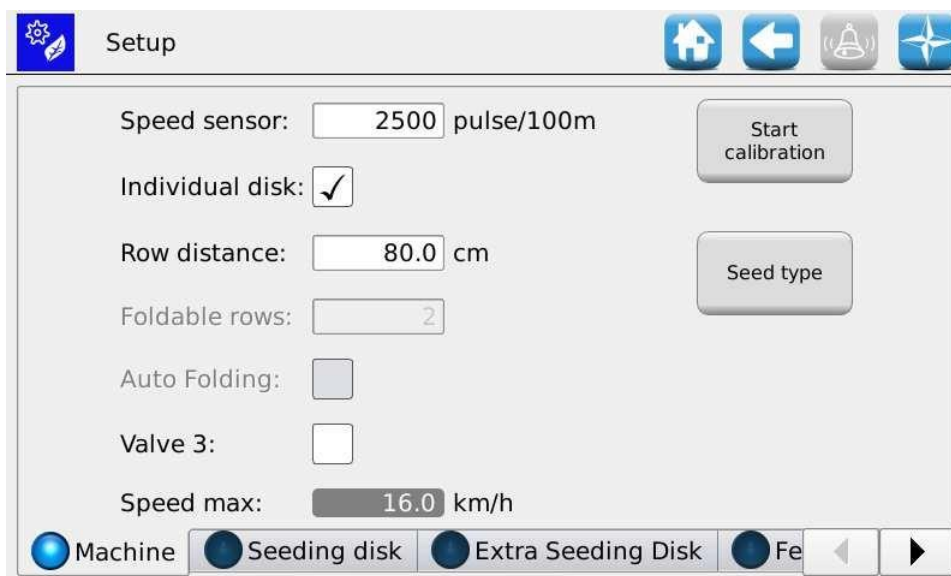 Setup
Speed sensor: 2500 pulse/100m
Start
calibration
Individual disk:
Row distance: 80.0 cm
Seed type
Foldable rows: 2
Auto Folding:
Valve 3:
Speed max: 16.0 km/h
Machine Seeding disk Extra Seeding Disk Fe